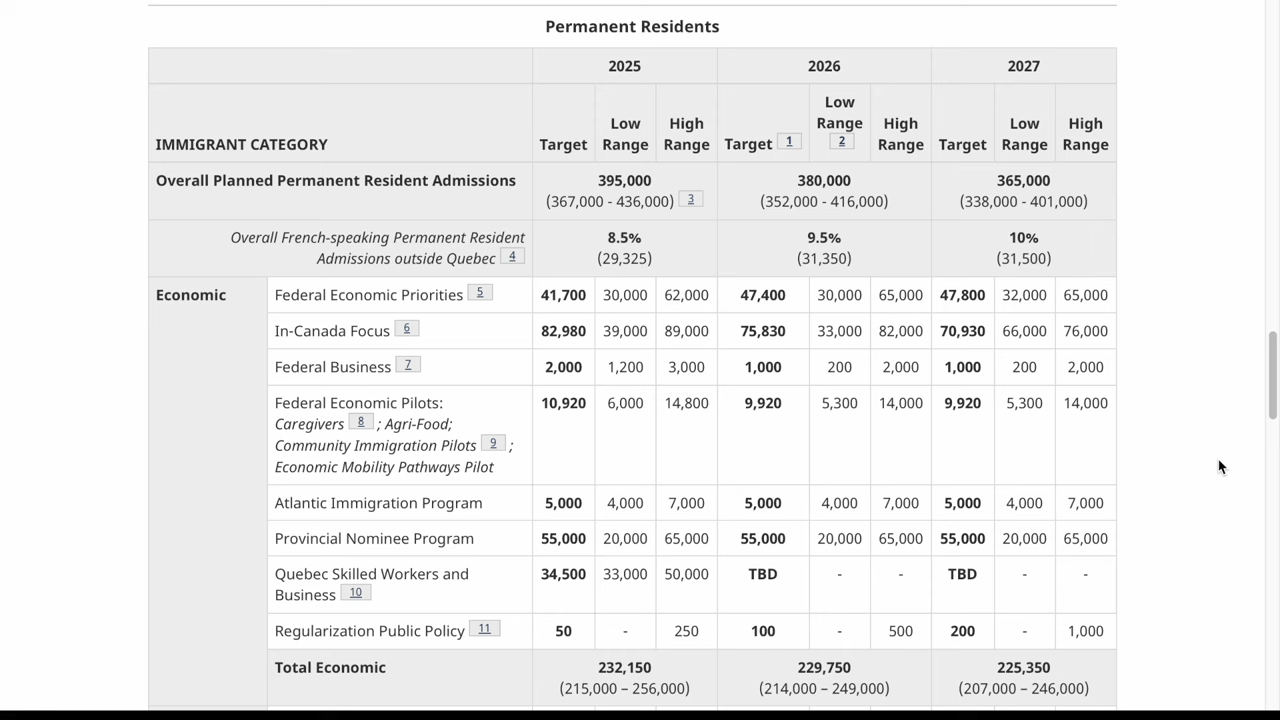 Permanent Residents
2025 2026 2027
IMMIGRANT CATEGORY Target Low Range High Range Target 1 Low Range 2 High Range Target Low Range High Range
Overall Planned Permanent Resident Admissions 395,000 380,000 365,000
(367,000 - 436,000) 3 (352,000 - 416,000) (338,000 - 401,000)
Overall French-speaking Permanent Resident 8.5% 9.5% 10%
Admissions outside Quebec 4 (29,325) (31,350) (31,500)
Economic Federal Economic Priorities 5 41,700 30,000 62,000 47,400 30,000 65,000 47,800 32,000 65,000
In-Canada Focus 6 82,980 39,000 89,000 75,830 33,000 82,000 70,930 66,000 76,000
Federal Business 7 2,000 1,200 3,000 1,000 200 2,000 1,000 200 2,000
Federal Economic Pilots: 10,920 6,000 14,800 9,920 5,300 14,000 9,920 5,300 14,000
Caregivers 8 ; Agri-Food;
Community Immigration Pilots 9 ;
Economic Mobility Pathways Pilot
Atlantic Immigration Program 5,000 4,000 7,000 5,000 4,000 7,000 5,000 4,000 7,000
Provincial Nominee Program 55,000 20,000 65,000 55,000 20,000 65,000 55,000 20,000 65,000
Quebec Skilled Workers and 34,500 33,000 50,000 TBD - - TBD - -
Business 10
Regularization Public Policy 11 50 - 250 100 - 500 200 - 1,000
Total Economic 232,150 229,750 225,350
(215,000 – 256,000) (214,000 – 249,000) (207,000 – 246,000)